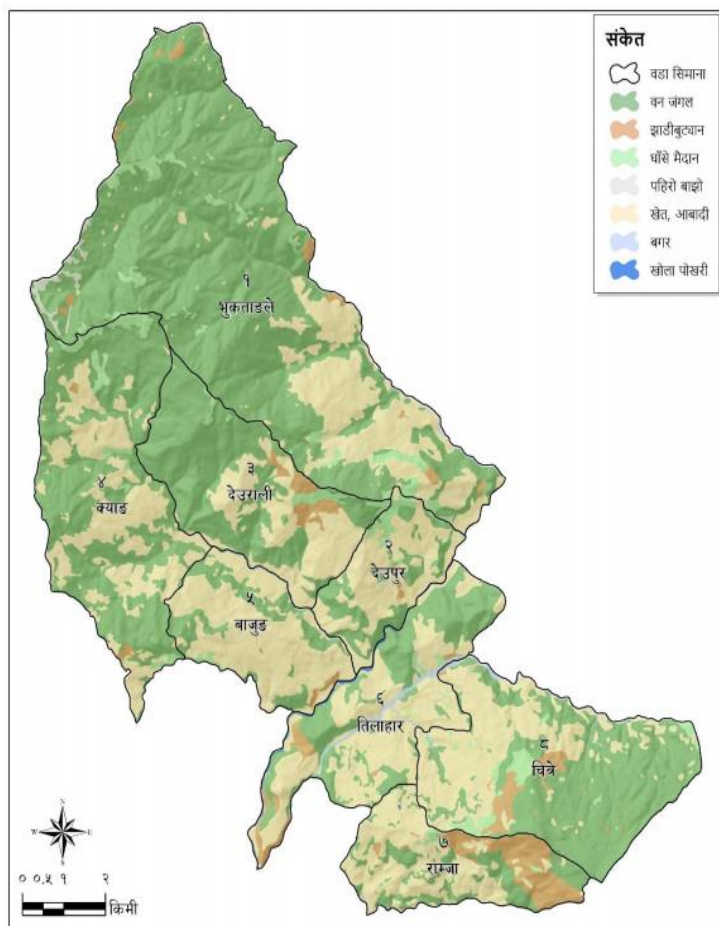 संकेत
वडा सिमाना
वन जंगल
झाडीबुट्यान
घाँसे मैदान
पहिरो बाझो
खेत, आबादी
बगर
खोला पोखरी
१
भुकताङले
३
देउराली
४
क्याङ
२
देउपुर
५
बाजुङ
६
तिलाहार
८
चित्रे
७
राम्जा
N
W E
S
० ०.५ १ २
किमी